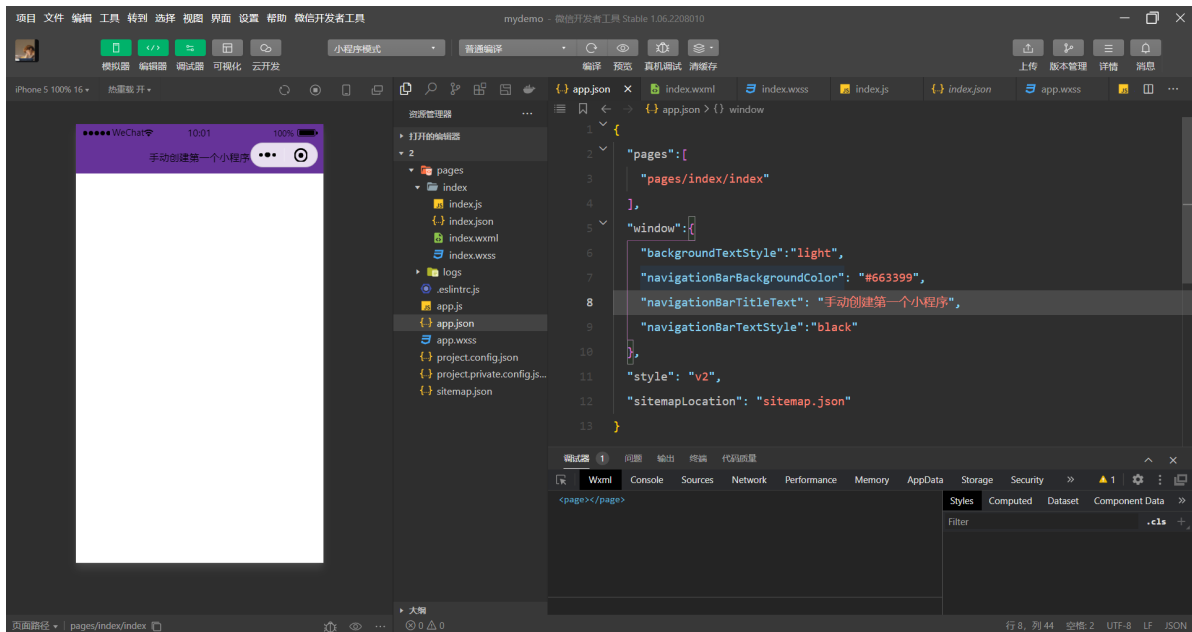 项目 文件 编辑 工具 转到 选择 视图 界面 设置 帮助 微信开发者工具
mydemo - 微信开发者工具 Stable 1.06.2208010
模拟器 编辑器 调试器 可视化 云开发
小程序模式
普通编译
编译 预览 真机调试 清缓存
上传 版本管理 详情 消息
iPhone 5 100% 16
热重载 开
WeChat
10:01
100%
手动创建第一个小程序
页面路径
pages/index/index
资源管理器
打开的编辑器
2
pages
index
index.js
index.json
index.wxml
index.wxss
logs
.eslintrc.js
app.js
app.json
app.wxss
project.config.json
project.private.config.js...
sitemap.json
大纲
0 0
app.json index.wxml index.wxss index.js index.json app.wxss
app.json > {} window
1 {
2 "pages":[
3 "pages/index/index"
4 ],
5 "window":{
6 "backgroundTextStyle":"light",
7 "navigationBarBackgroundColor": "#663399",
8 "navigationBarTitleText": "手动创建第一个小程序",
9 "navigationBarTextStyle":"black"
10 },
11 "style": "v2",
12 "sitemapLocation": "sitemap.json"
13 }
调试器 1 问题 输出 终端 代码质量
Wxml Console Sources Network Performance Memory AppData Storage Security » 1
<page></page>
Styles Computed Dataset Component Data »
Filter
.cls +
行 8，列 44 空格: 2 UTF-8 LF JSON